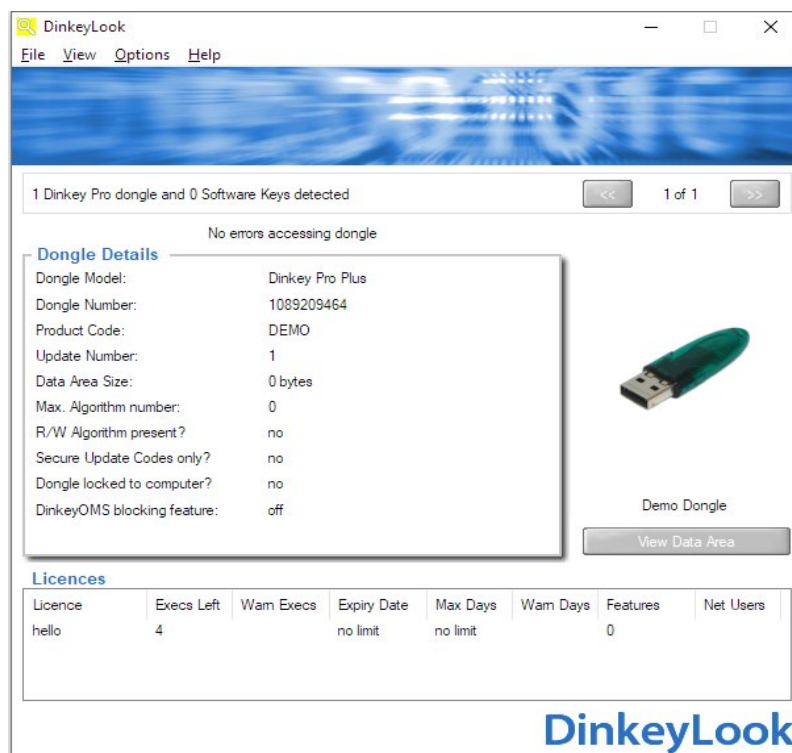 DinkeyLook
File View Options Help
1 Dinkey Pro dongle and 0 Software Keys detected << 1 of 1 >>
No errors accessing dongle
Dongle Details
Dongle Model: Dinkey Pro Plus
Dongle Number: 1089209464
Product Code: DEMO
Update Number: 1
Data Area Size: 0 bytes
Max. Algorithm number: 0
R/W Algorithm present? no
Secure Update Codes only? no
Dongle locked to computer? no
DinkeyOMS blocking feature: off
Demo Dongle
View Data Area
Licences
Licence Execs Left Warn Execs Expiry Date Max Days Warn Days Features Net Users
hello 4 no limit no limit 0
DinkeyLook